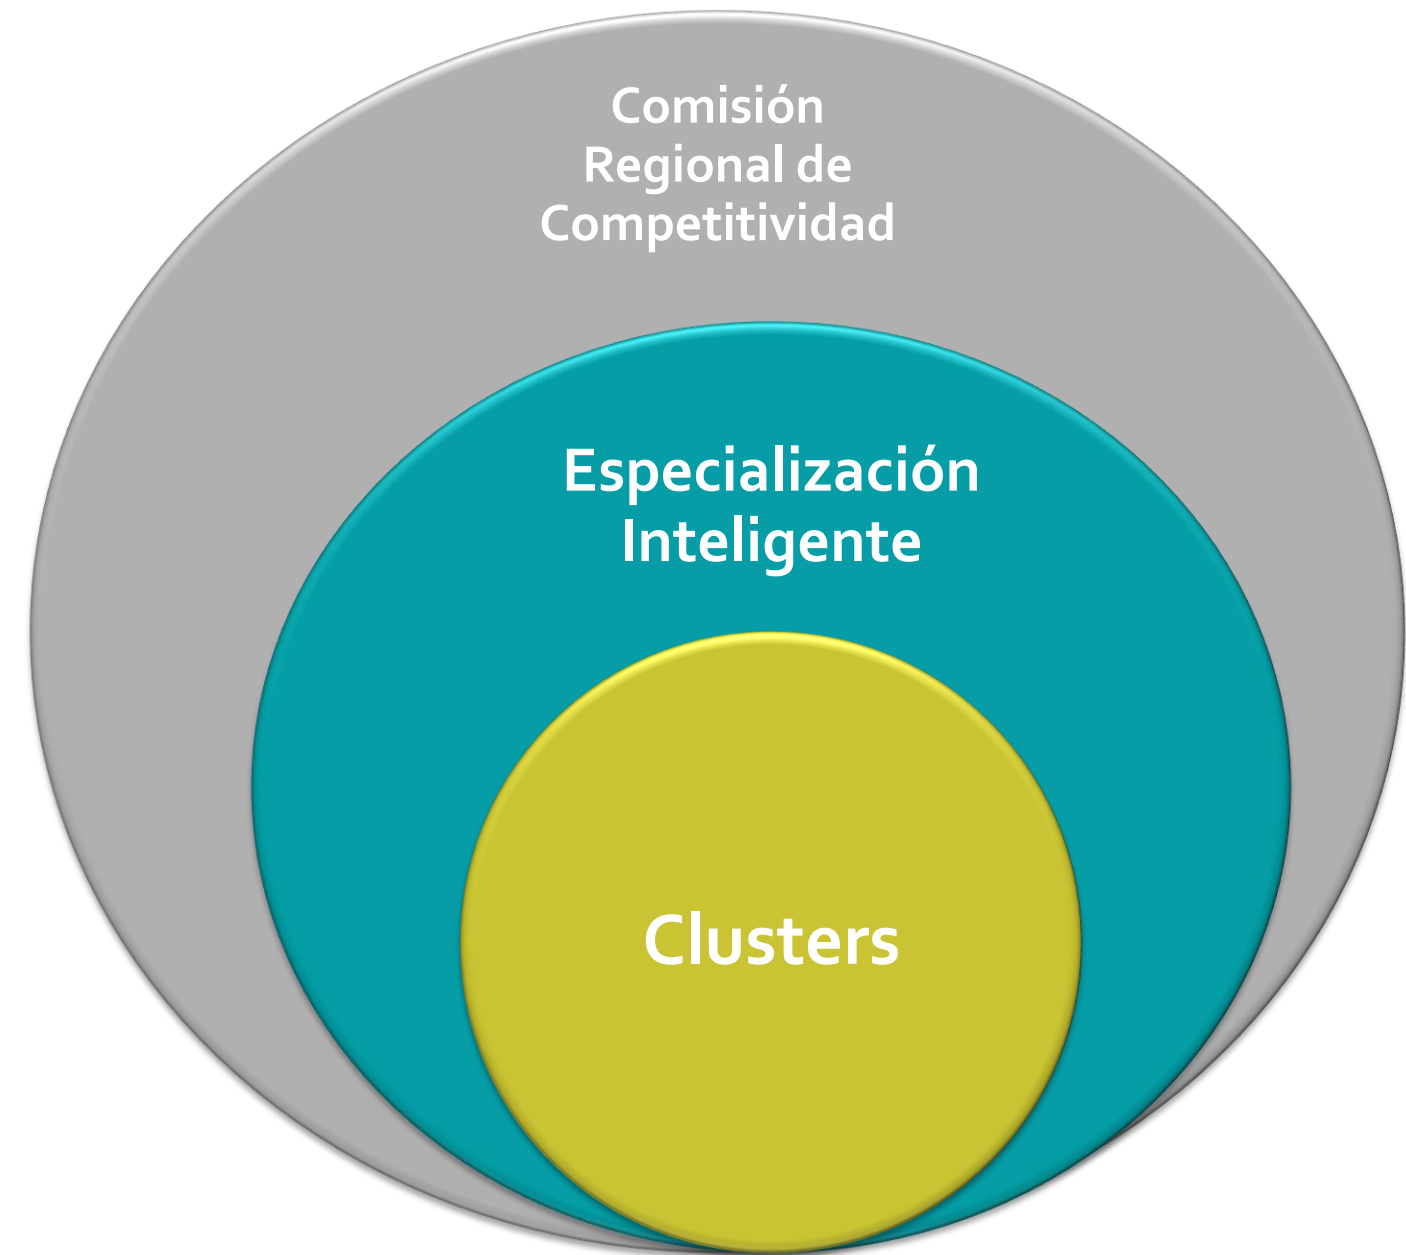 Comisión
Regional de
Competitividad
Especialización
Inteligente
Clusters